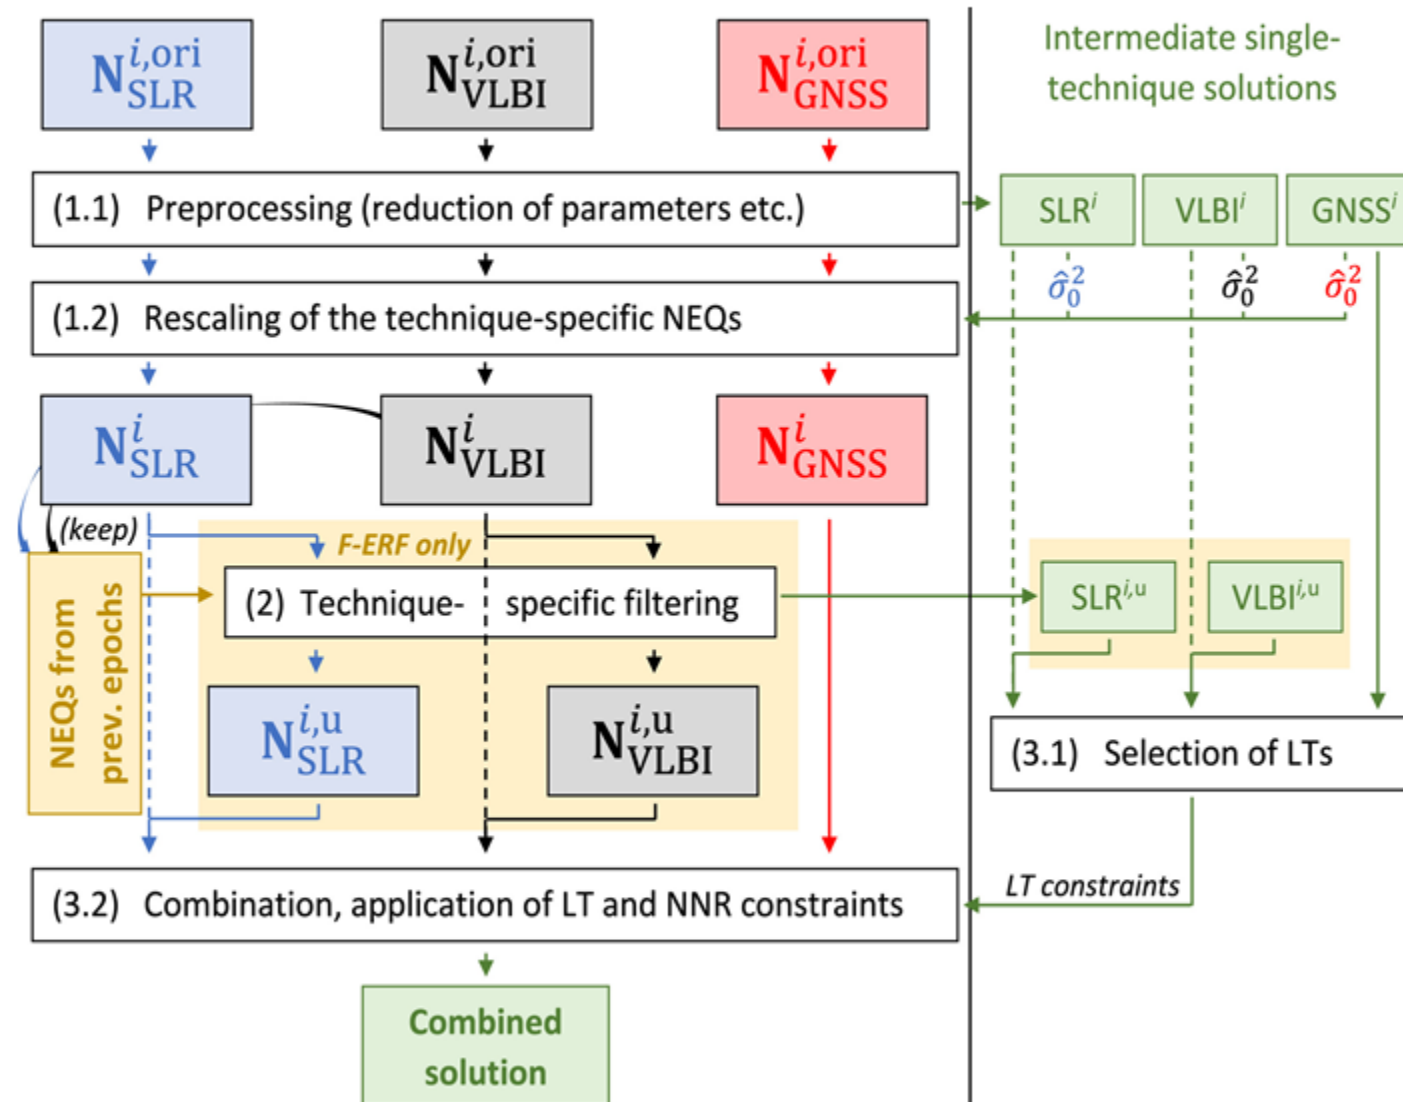 N^{i,ori}_{SLR}
N^{i,ori}_{VLBI}
N^{i,ori}_{GNSS}
Intermediate single-
technique solutions
(1.1) Preprocessing (reduction of parameters etc.)
SLR^i
VLBI^i
GNSS^i
σ̂₀²
σ̂₀²
σ̂₀²
(1.2) Rescaling of the technique-specific NEQs
N^i_{SLR}
N^i_{VLBI}
N^i_{GNSS}
(keep)
F-ERF only
NEQs from
prev. epochs
(2) Technique- specific filtering
SLR^{i,u}
VLBI^{i,u}
N^{i,u}_{SLR}
N^{i,u}_{VLBI}
(3.1) Selection of LTs
LT constraints
(3.2) Combination, application of LT and NNR constraints
Combined
solution